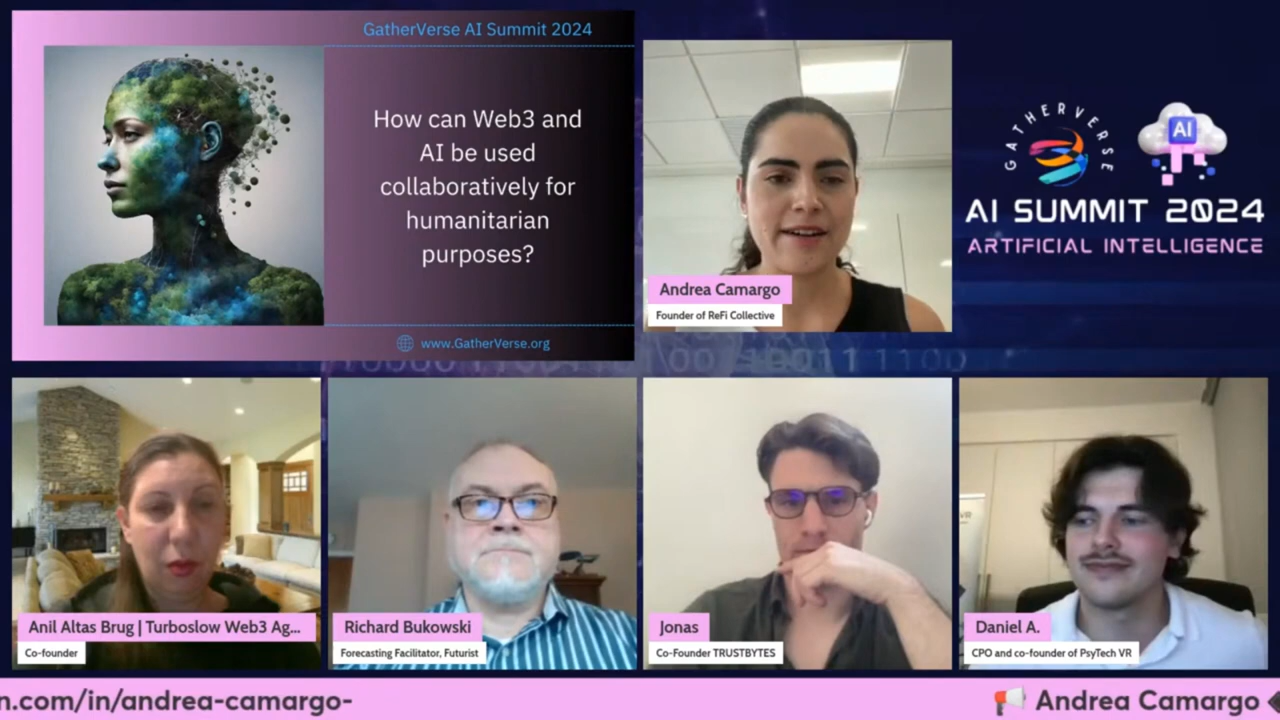 GatherVerse AI Summit 2024
How can Web3 and
AI be used
collaboratively for
humanitarian
purposes?
www.GatherVerse.org
Andrea Camargo
Founder of ReFi Collective
GATHERVERSE
AI
AI SUMMIT 2024
ARTIFICIAL INTELLIGENCE
Anil Altas Brug | Turboslow Web3 Ag...
Co-founder
Richard Bukowski
Forecasting Facilitator, Futurist
Jonas
Co-Founder TRUSTBYTES
Daniel A.
CPO and co-founder of PsyTech VR
n.com/in/andrea-camargo-
Andrea Camargo